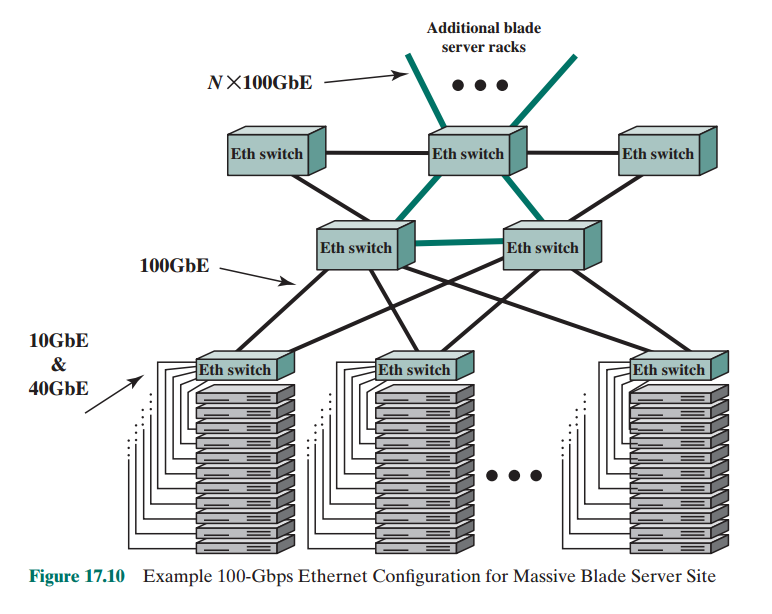 Additional blade
server racks
N×100GbE
Eth switch
Eth switch
Eth switch
Eth switch
Eth switch
100GbE
10GbE
&
40GbE
Eth switch
Eth switch
Eth switch
Figure 17.10 Example 100-Gbps Ethernet Configuration for Massive Blade Server Site